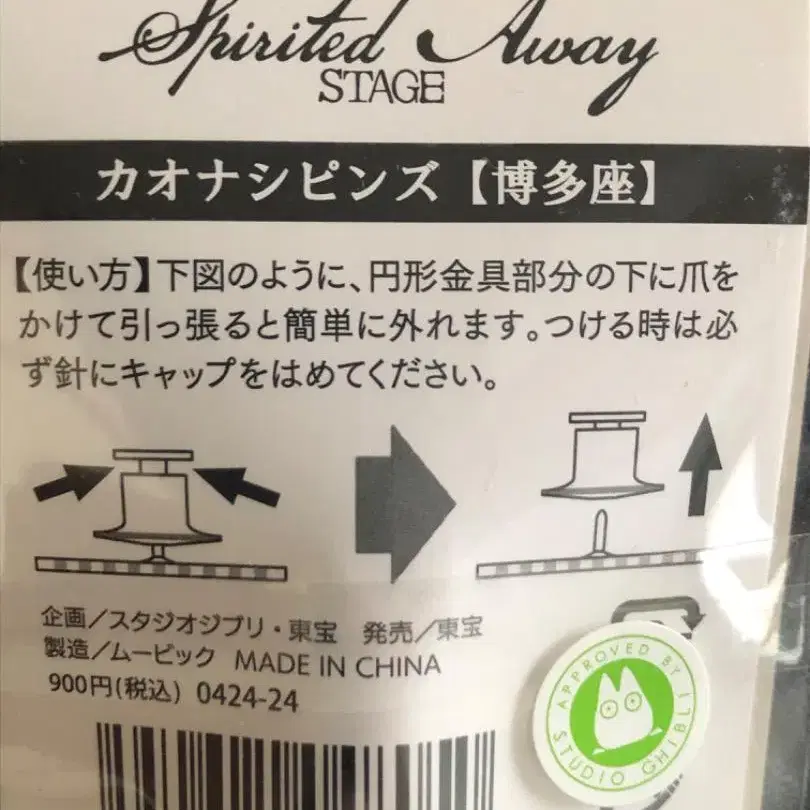 Spirited Away
STAGE
カオナシピンズ【博多座】
【使い方】下図のように、円形金具部分の下に爪を
かけて引っ張ると簡単に外れます。つける時は必
ず針にキャップをはめてください。
企画／スタジオジブリ・東宝　発売／東宝
製造／ムービック MADE IN CHINA
900円(税込) 0424-24
APPROVED BY
STUDIO GHIBLI